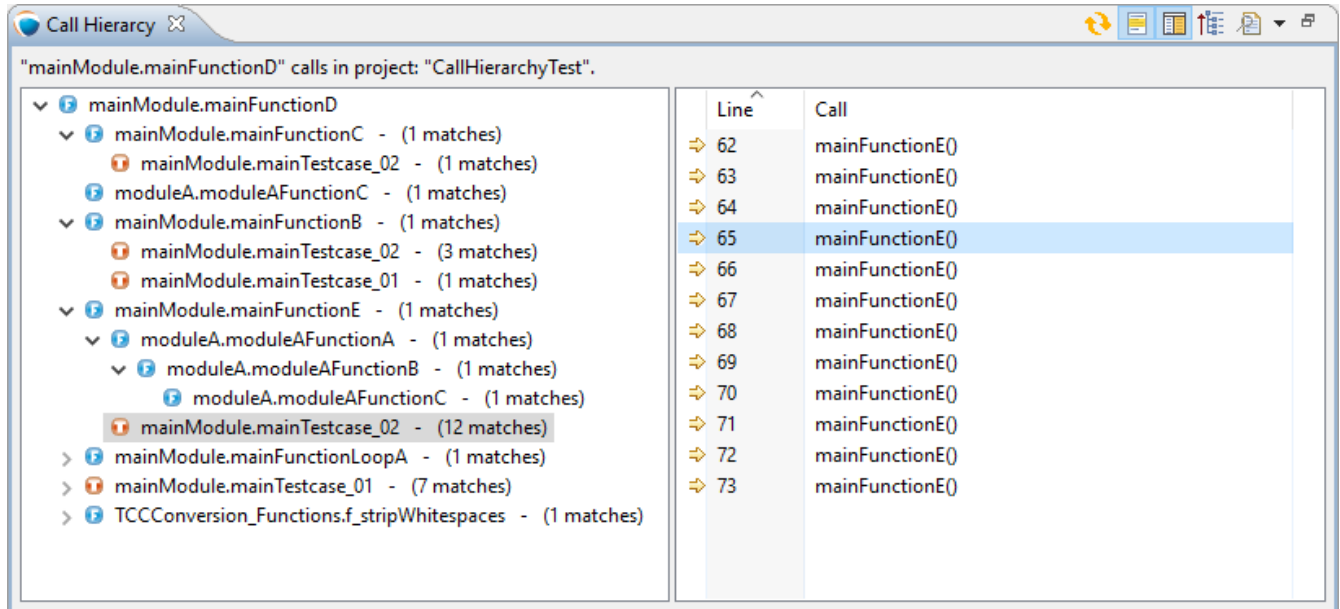 Call Hierarcy
"mainModule.mainFunctionD" calls in project: "CallHierarchyTest".
mainModule.mainFunctionD
mainModule.mainFunctionC - (1 matches)
mainModule.mainTestcase_02 - (1 matches)
moduleA.moduleAFunctionC - (1 matches)
mainModule.mainFunctionB - (1 matches)
mainModule.mainTestcase_02 - (3 matches)
mainModule.mainTestcase_01 - (1 matches)
mainModule.mainFunctionE - (1 matches)
moduleA.moduleAFunctionA - (1 matches)
moduleA.moduleAFunctionB - (1 matches)
moduleA.moduleAFunctionC - (1 matches)
mainModule.mainTestcase_02 - (12 matches)
mainModule.mainFunctionLoopA - (1 matches)
mainModule.mainTestcase_01 - (7 matches)
TCCConversion_Functions.f_stripWhitespaces - (1 matches)
Line Call
62 mainFunctionE()
63 mainFunctionE()
64 mainFunctionE()
65 mainFunctionE()
66 mainFunctionE()
67 mainFunctionE()
68 mainFunctionE()
69 mainFunctionE()
70 mainFunctionE()
71 mainFunctionE()
72 mainFunctionE()
73 mainFunctionE()